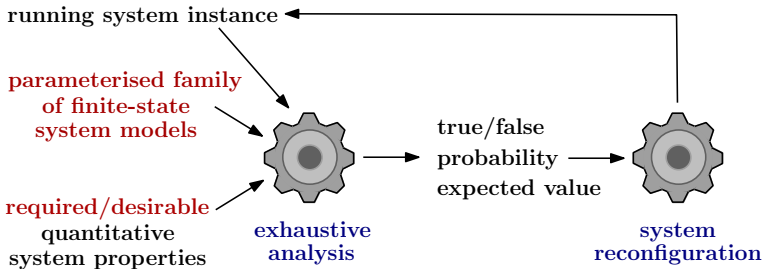 running system instance
parameterised family
of finite-state
system models
required/desirable
quantitative
system properties
exhaustive
analysis
true/false
probability
expected value
system
reconfiguration